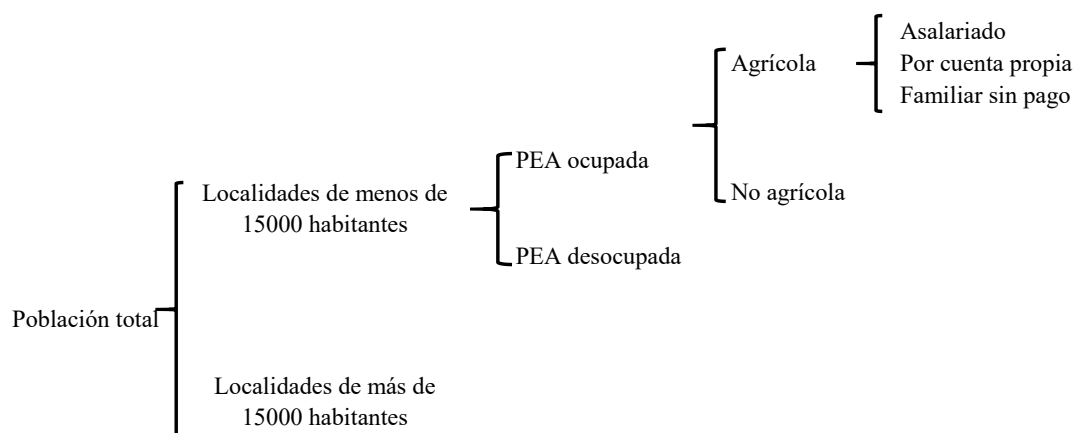 Asalariado
Agrícola
Por cuenta propia
Familiar sin pago
PEA ocupada
Localidades de menos de
15000 habitantes
No agrícola
PEA desocupada
Población total
Localidades de más de
15000 habitantes